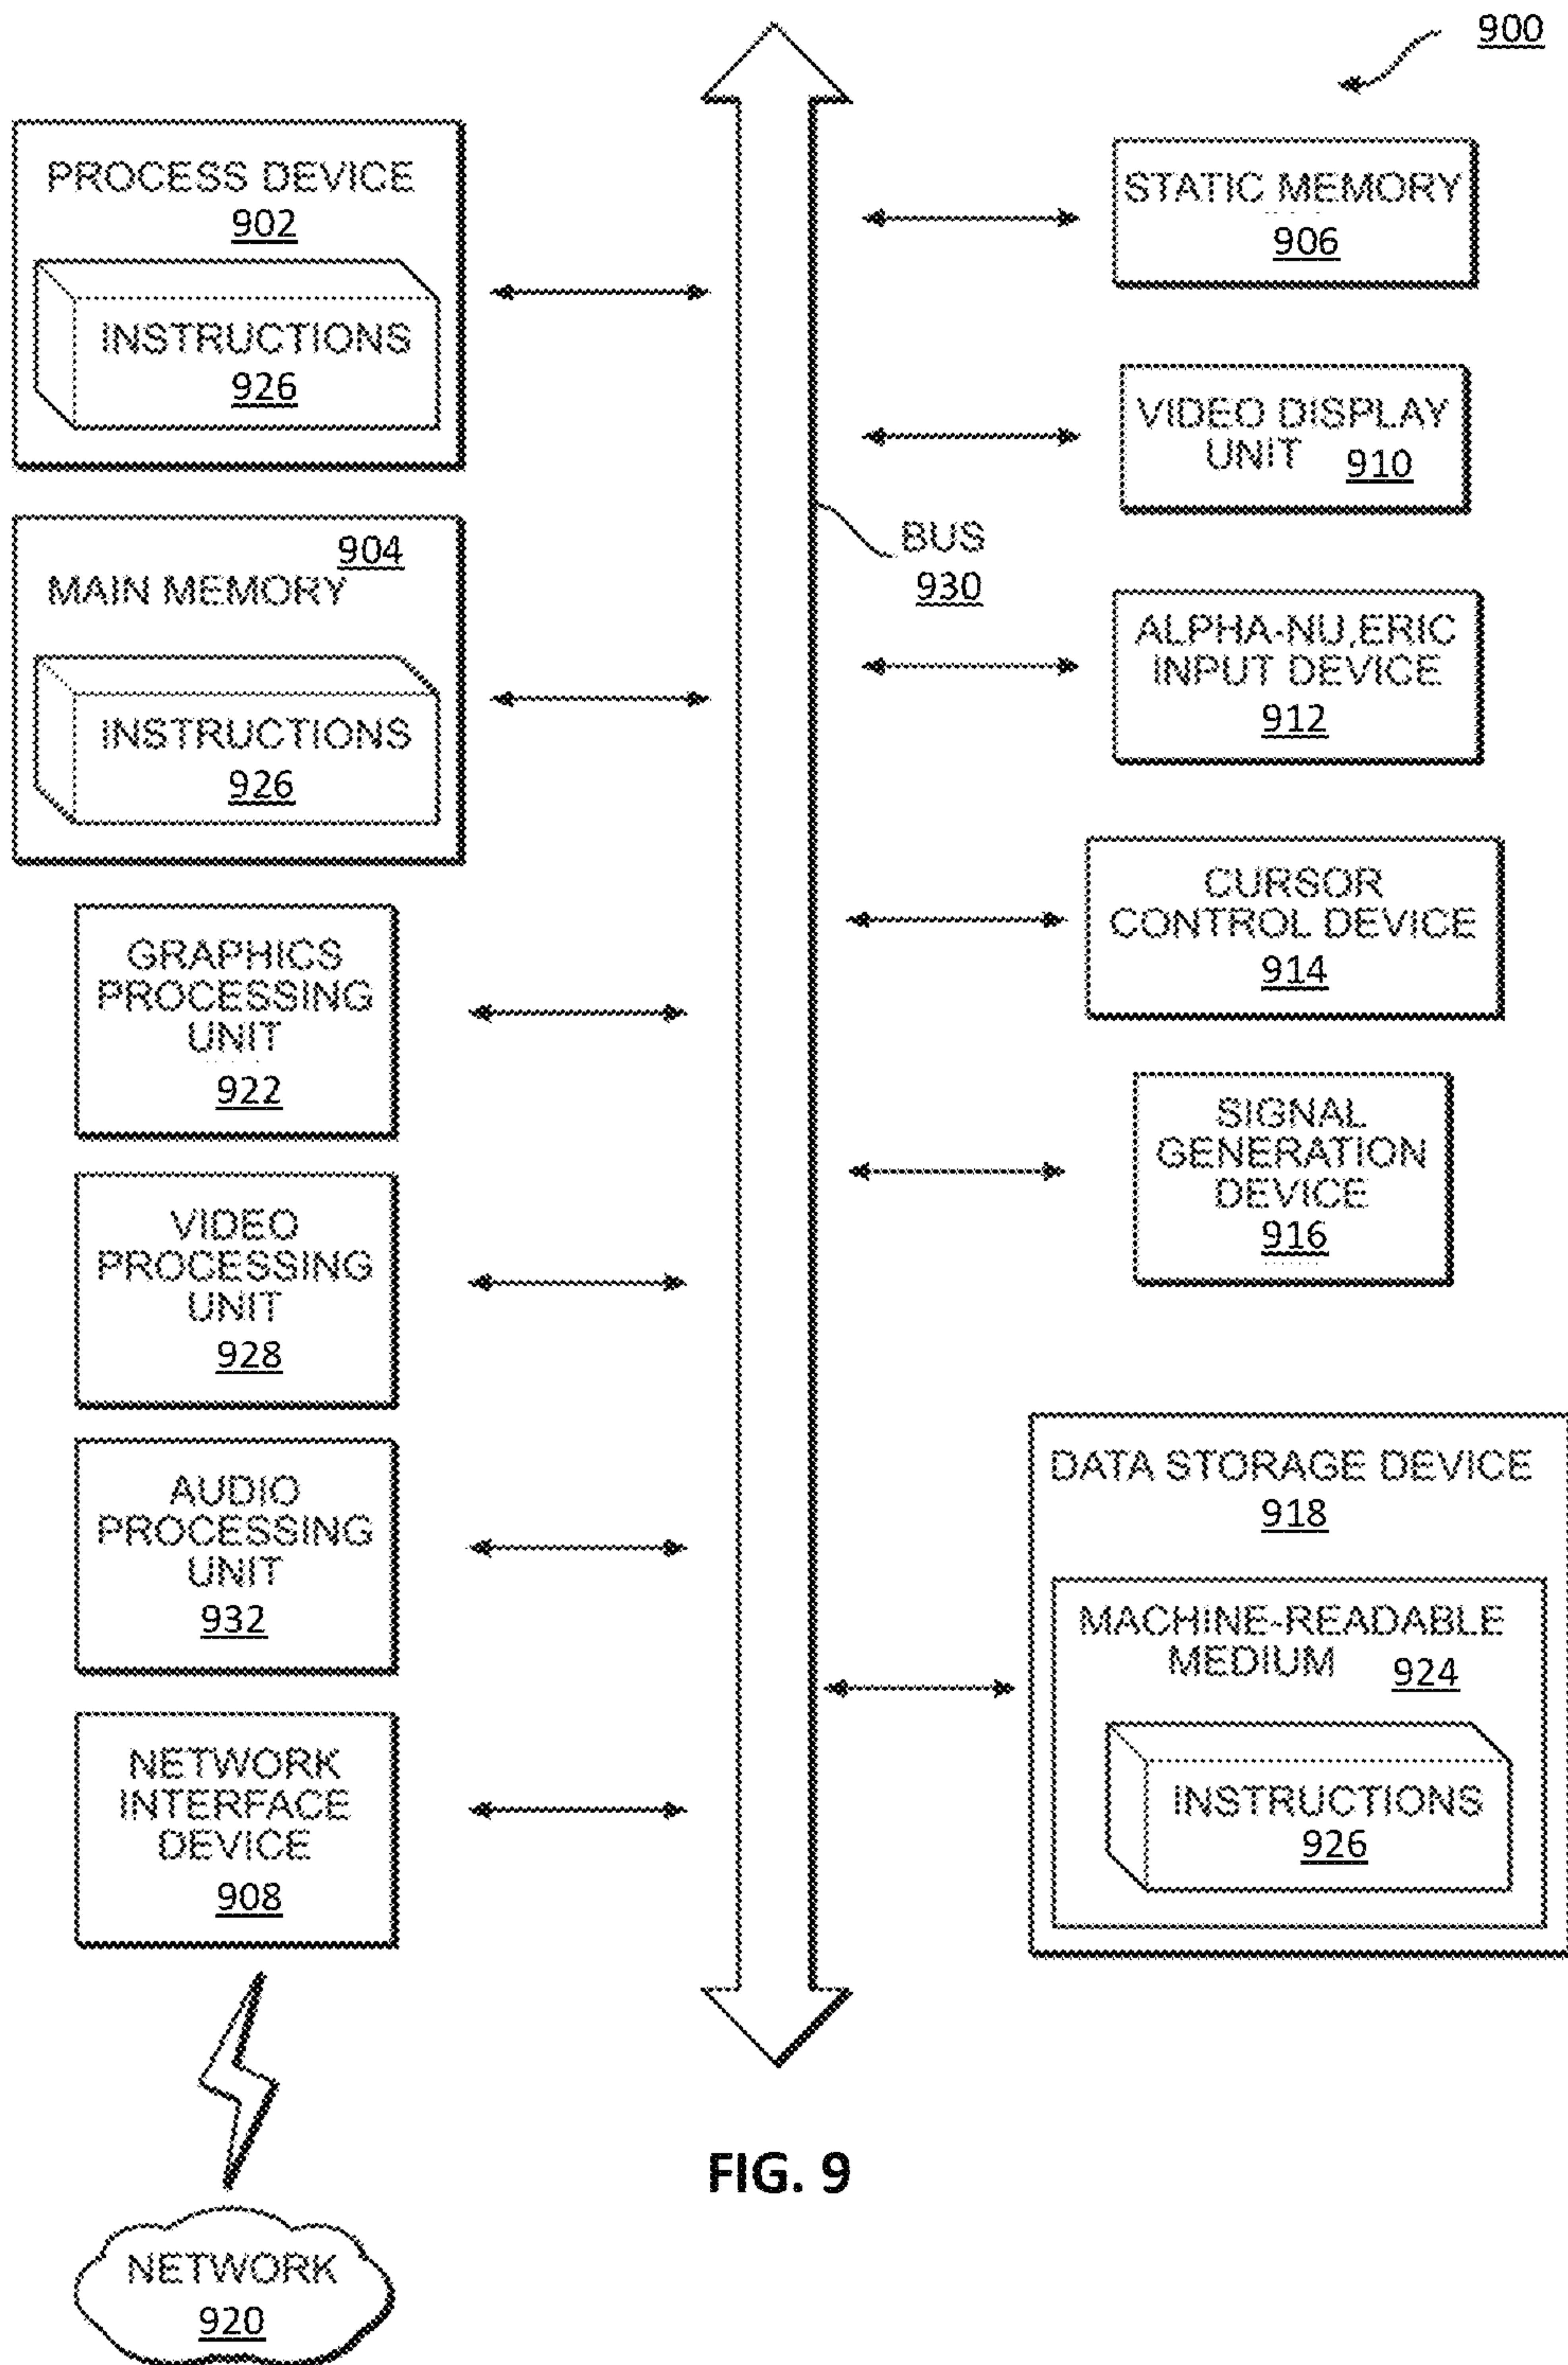 900
PROCESS DEVICE
902
INSTRUCTIONS
926
904
MAIN MEMORY
INSTRUCTIONS
926
GRAPHICS
PROCESSING
UNIT
922
VIDEO
PROCESSING
UNIT
928
AUDIO
PROCESSING
UNIT
932
NETWORK
INTERFACE
DEVICE
908
NETWORK
920
BUS
930
STATIC MEMORY
906
VIDEO DISPLAY
UNIT 910
ALPHA-NU,ERIC
INPUT DEVICE
912
CURSOR
CONTROL DEVICE
914
SIGNAL
GENERATION
DEVICE
916
DATA STORAGE DEVICE
918
MACHINE-READABLE
MEDIUM 924
INSTRUCTIONS
926
FIG. 9